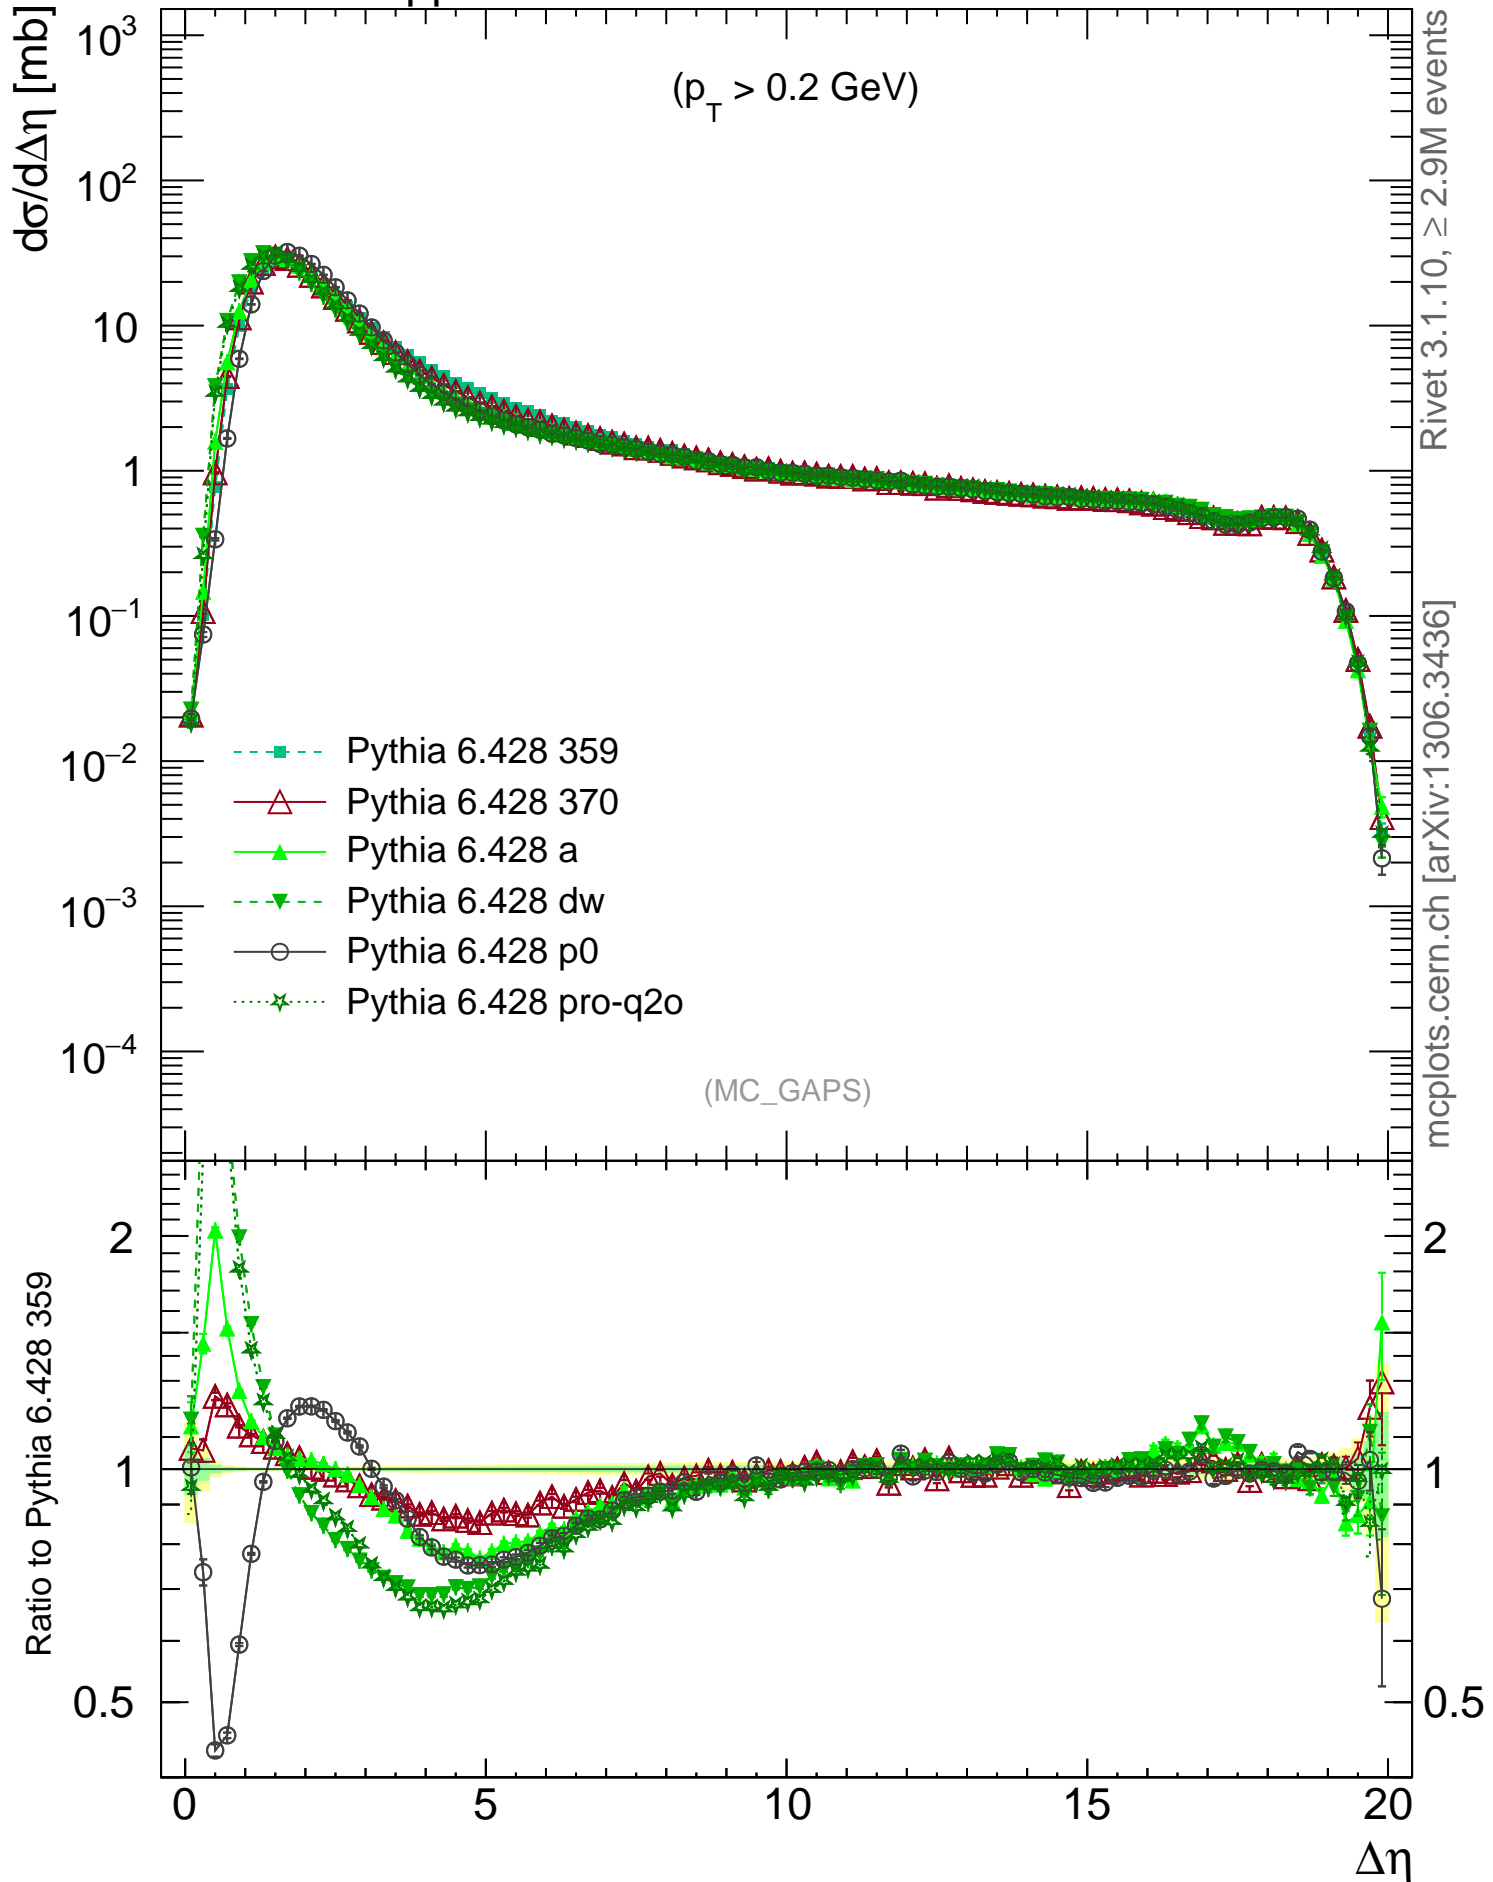 dσ/dΔη [mb]
(p_T > 0.2 GeV)
10³
10²
10
1
10⁻¹
10⁻²
10⁻³
10⁻⁴
Pythia 6.428 359
Pythia 6.428 370
Pythia 6.428 a
Pythia 6.428 dw
Pythia 6.428 p0
Pythia 6.428 pro-q2o
(MC_GAPS)
Rivet 3.1.10, ≥ 2.9M events
mcplots.cern.ch [arXiv:1306.3436]
Ratio to Pythia 6.428 359
2
1
0.5
2
1
0.5
0 5 10 15 20
Δη